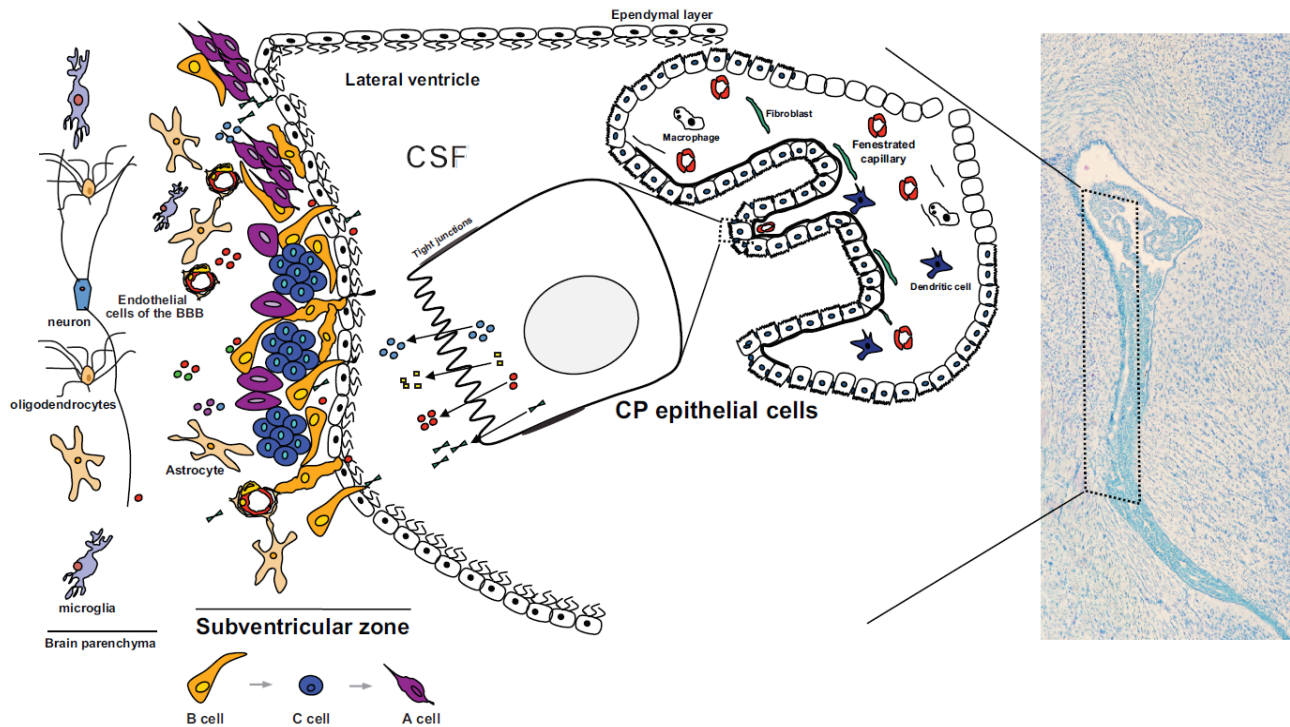 Ependymal layer
Lateral ventricle
CSF
Tight junctions
Macrophage
Fibroblast
Fenestrated
capillary
Dendritic cell
CP epithelial cells
neuron
Endothelial
cells of the BBB
oligodendrocytes
Astrocyte
microglia
Brain parenchyma
Subventricular zone
B cell
C cell
A cell